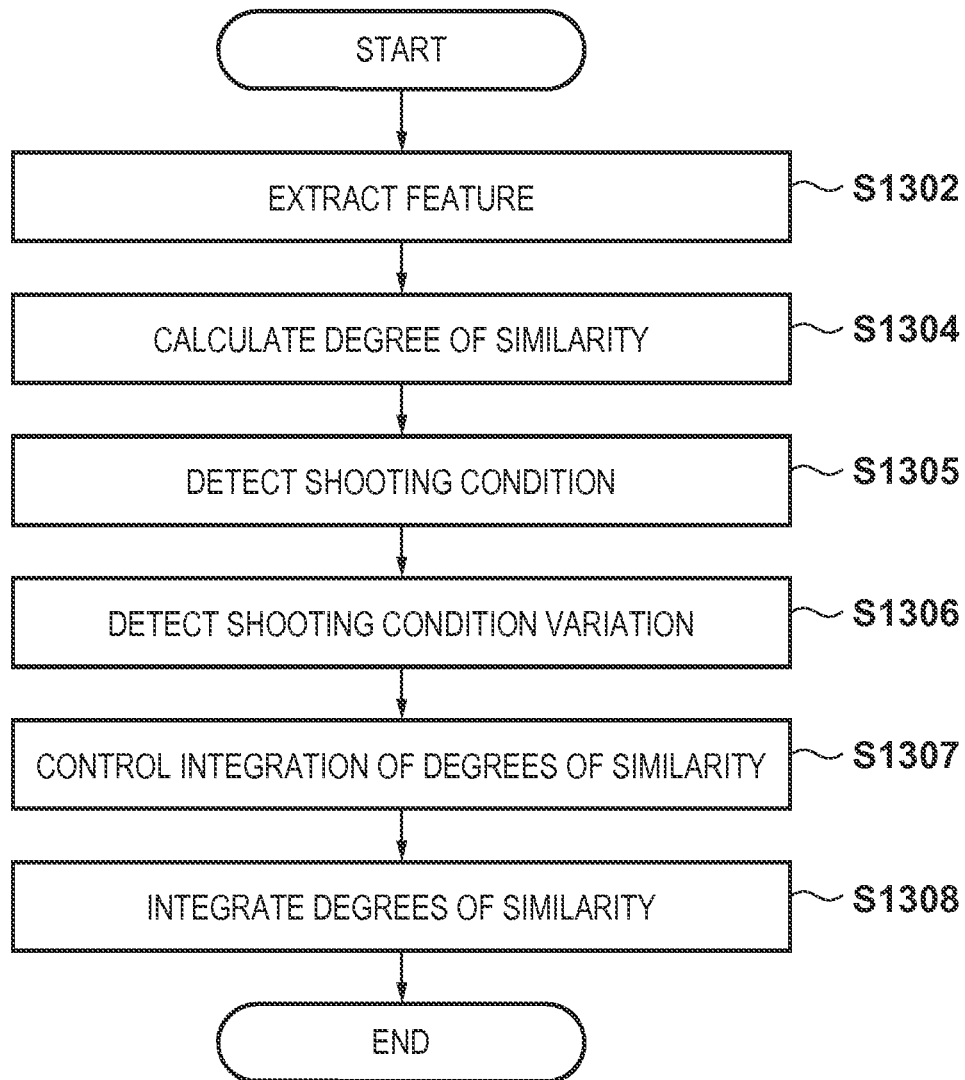 START
EXTRACT FEATURE
S1302
CALCULATE DEGREE OF SIMILARITY
S1304
DETECT SHOOTING CONDITION
S1305
DETECT SHOOTING CONDITION VARIATION
S1306
CONTROL INTEGRATION OF DEGREES OF SIMILARITY
S1307
INTEGRATE DEGREES OF SIMILARITY
S1308
END